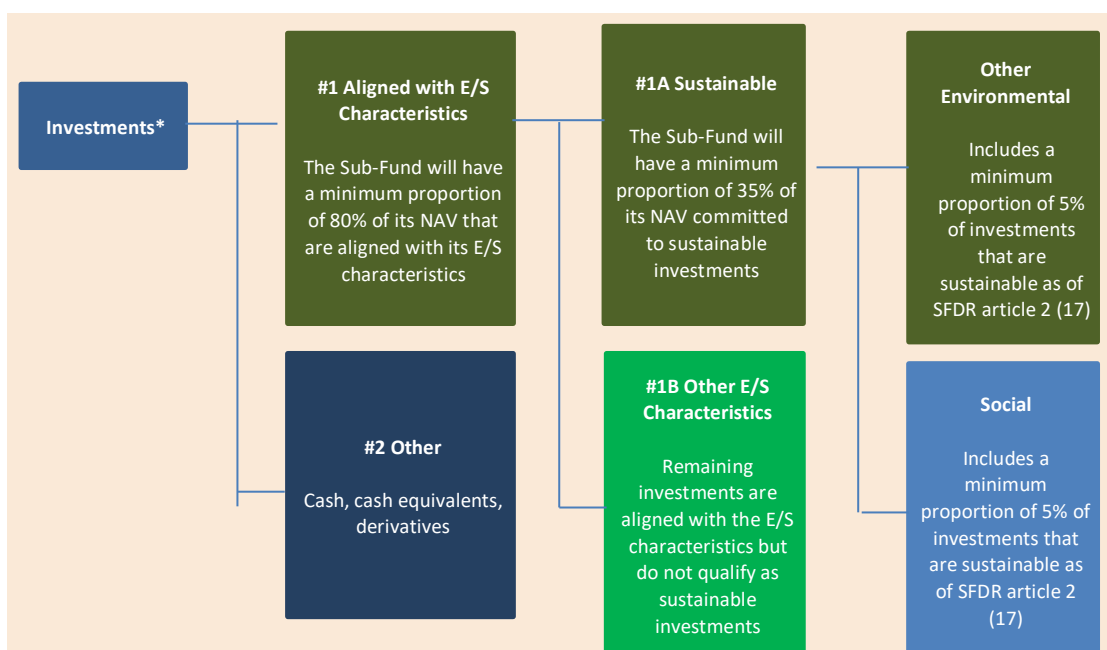 Investments*
#1 Aligned with E/S
Characteristics
The Sub-Fund will have
a minimum proportion
of 80% of its NAV that
are aligned with its E/S
characteristics
#2 Other
Cash, cash equivalents,
derivatives
#1A Sustainable
The Sub-Fund will
have a minimum
proportion of 35% of
its NAV committed
to sustainable
investments
#1B Other E/S
Characteristics
Remaining
investments are
aligned with the E/S
characteristics but
do not qualify as
sustainable
investments
Other
Environmental
Includes a
minimum
proportion of 5%
of investments
that are
sustainable as of
SFDR article 2 (17)
Social
Includes a
minimum
proportion of 5% of
investments that
are sustainable as
of SFDR article 2
(17)